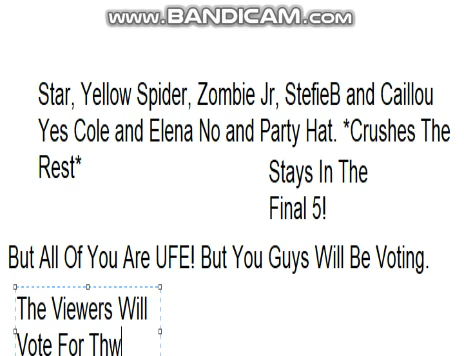 www.BANDICAM.com
Star, Yellow Spider, Zombie Jr, StefieB and Caillou
Yes Cole and Elena No and Party Hat. *Crushes The
Rest*
Stays In The
Final 5!
But All Of You Are UFE! But You Guys Will Be Voting.
The Viewers Will
Vote For Thw